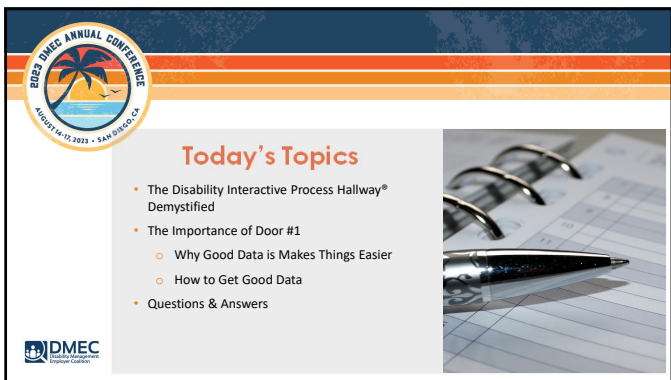 2023 DMEC ANNUAL CONFERENCE
AUGUST 14-17, 2023 • SAN DIEGO, CA
Today's Topics
• The Disability Interactive Process Hallway®
Demystified
• The Importance of Door #1
o Why Good Data is Makes Things Easier
o How to Get Good Data
• Questions & Answers
DMEC
Disability Management
Employer Coalition